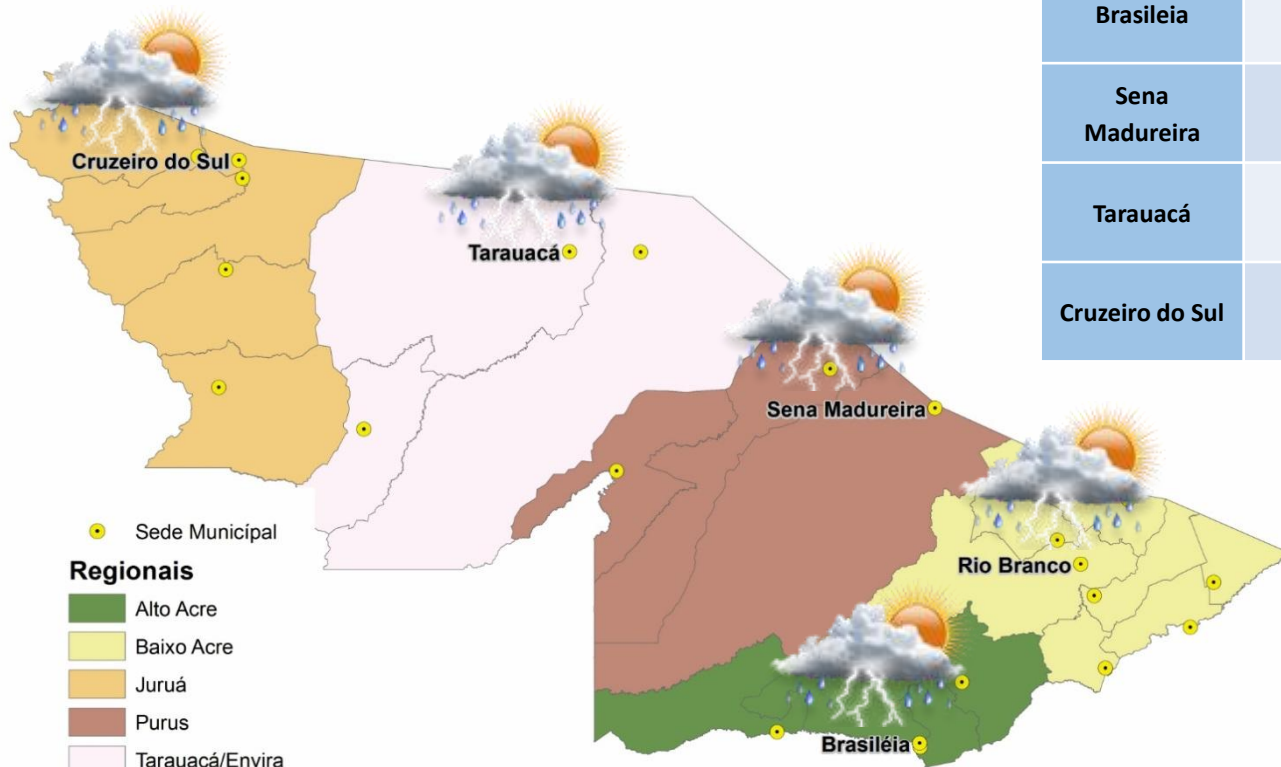 Cruzeiro do Sul
Tarauacá
Sena Madureira
Rio Branco
Brasiléia
Sede Municípal
Regionais
Alto Acre
Baixo Acre
Juruá
Purus
Tarauacá/Envira
Brasileia
Sena
Madureira
Tarauacá
Cruzeiro do Sul